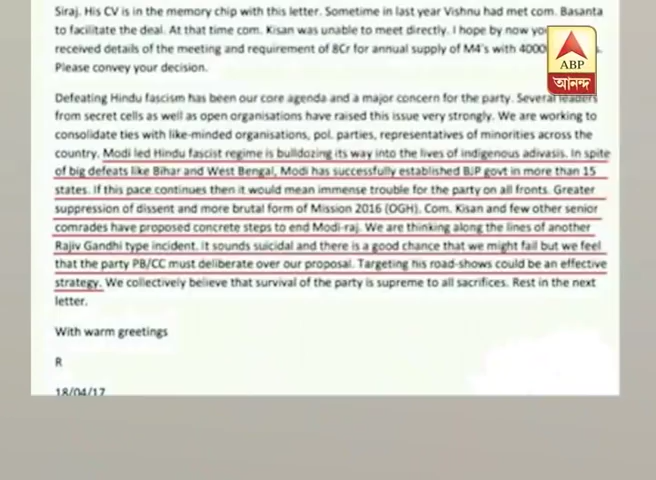 Siraj. His CV is in the memory chip with this letter. Sometime in last year Vishnu had met com. Basanta
to facilitate the deal. At that time com. Kisan was unable to meet directly. I hope by now
received details of the meeting and requirement of 8Cr for annual supply of M4's with
Please convey your decision.
Defeating Hindu fascism has been our core agenda and a major concern for the party. Several leaders
from secret cells as well as open organisations have raised this issue very strongly. We are working to
consolidate ties with like-minded organisations, pol. parties, representatives of minorities across the
country. Modi led Hindu fascist regime is bulldozing its way into the lives of indigenous adivasis. In spite
of big defeats like Bihar and West Bengal, Modi has successfully established BJP govt in more than 15
states. If this pace continues then it would mean immense trouble for the party on all fronts. Greater
suppression of dissent and more brutal form of Mission 2016 (OGH). Com. Kisan and few other senior
comrades have proposed concrete steps to end Modi-raj. We are thinking along the lines of another
Rajiv Gandhi type incident. It sounds suicidal and there is a good chance that we might fail but we feel
that the party PB/CC must deliberate over our proposal. Targeting his road-shows could be an effective
strategy. We collectively believe that survival of the party is supreme to all sacrifices. Rest in the next
letter.
With warm greetings
R
18/04/17
ABP
আনন্দ